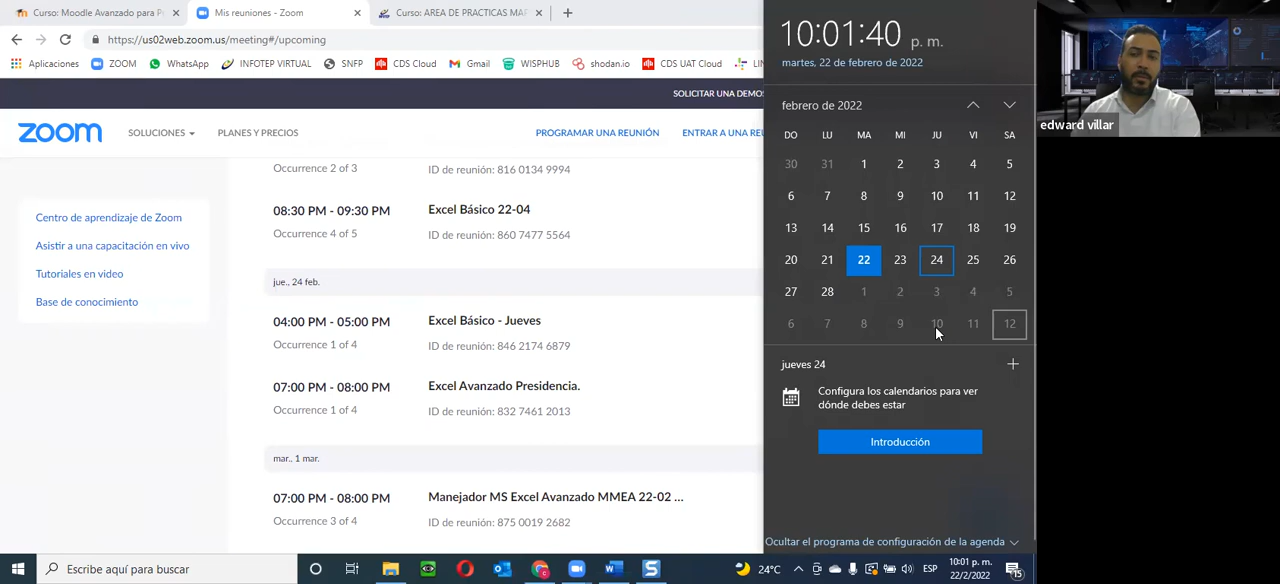 Curso: Moodle Avanzado para P
Mis reuniones - Zoom
Curso: AREA DE PRACTICAS MAR
https://us02web.zoom.us/meeting#/upcoming
Aplicaciones
ZOOM
WhatsApp
INFOTEP VIRTUAL
SNFP
CDS Cloud
Gmail
WISPHUB
shodan.io
CDS UAT Cloud
LIN
SOLICITAR UNA DEMOS
zoom
SOLUCIONES
PLANES Y PRECIOS
PROGRAMAR UNA REUNIÓN
ENTRAR A UNA REU
Centro de aprendizaje de Zoom
Asistir a una capacitación en vivo
Tutoriales en video
Base de conocimiento
Occurrence 2 of 3
ID de reunión: 816 0134 9994
08:30 PM - 09:30 PM
Excel Básico 22-04
Occurrence 4 of 5
ID de reunión: 860 7477 5564
jue., 24 feb.
04:00 PM - 05:00 PM
Excel Básico - Jueves
Occurrence 1 of 4
ID de reunión: 846 2174 6879
07:00 PM - 08:00 PM
Excel Avanzado Presidencia.
Occurrence 1 of 4
ID de reunión: 832 7461 2013
mar., 1 mar.
07:00 PM - 08:00 PM
Manejador MS Excel Avanzado MMEA 22-02 ...
Occurrence 3 of 4
ID de reunión: 875 0019 2682
10:01:40 p. m.
martes, 22 de febrero de 2022
febrero de 2022
DO LU MA MI JU VI SA
30 31 1 2 3 4 5
6 7 8 9 10 11 12
13 14 15 16 17 18 19
20 21 22 23 24 25 26
27 28 1 2 3 4 5
6 7 8 9 10 11 12
jueves 24
Configura los calendarios para ver
dónde debes estar
Introducción
Ocultar el programa de configuración de la agenda
edward villar
Escribe aquí para buscar
24°C
ESP
10:01 p. m.
22/2/2022
15